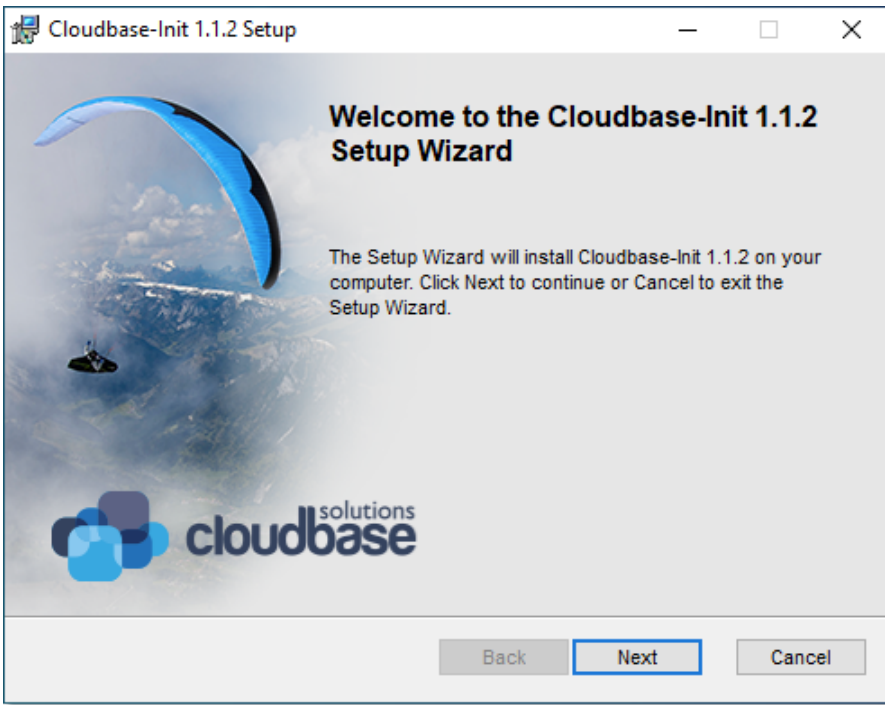 Cloudbase-Init 1.1.2 Setup
Welcome to the Cloudbase-Init 1.1.2
Setup Wizard
The Setup Wizard will install Cloudbase-Init 1.1.2 on your
computer. Click Next to continue or Cancel to exit the
Setup Wizard.
solutions
cloudbase
Back
Next
Cancel